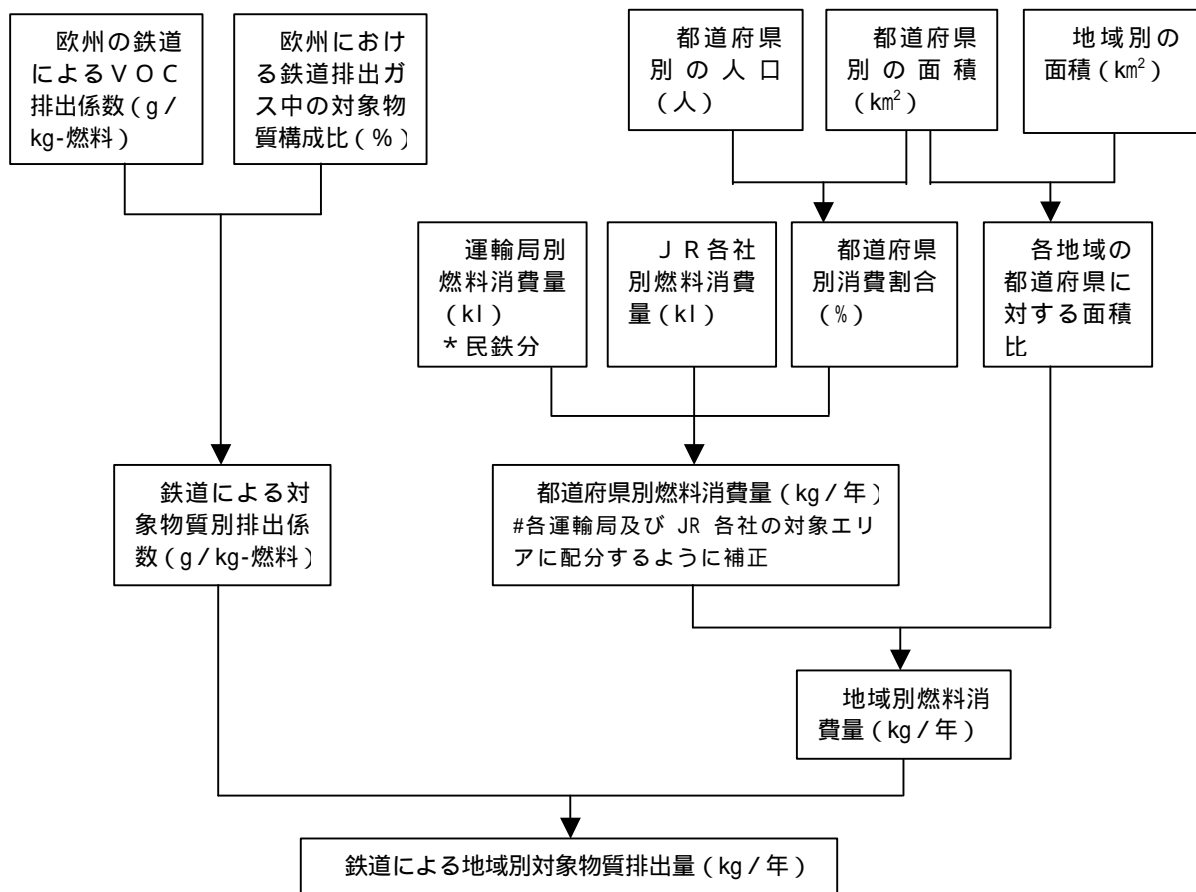 欧州の鉄道
によるVOC
排出係数(g/
kg-燃料)
欧州におけ
る鉄道排出ガ
ス中の対象物
質構成比(%)
都道府県
別の人口
(人)
都道府県
別の面積
(km²)
地域別の
面積(km²)
運輸局別
燃料消費量
(kl)
*民鉄分
JR各社
別燃料消費
量(kl)
都道府県
別消費割合
(%)
各地域の
都道府県に
対する面積
比
鉄道による対
象物質別排出係
数(g/kg-燃料)
都道府県別燃料消費量(kg/年)
#各運輸局及び JR 各社の対象エリ
アに配分するように補正
地域別燃料消
費量(kg/年)
鉄道による地域別対象物質排出量(kg/年)